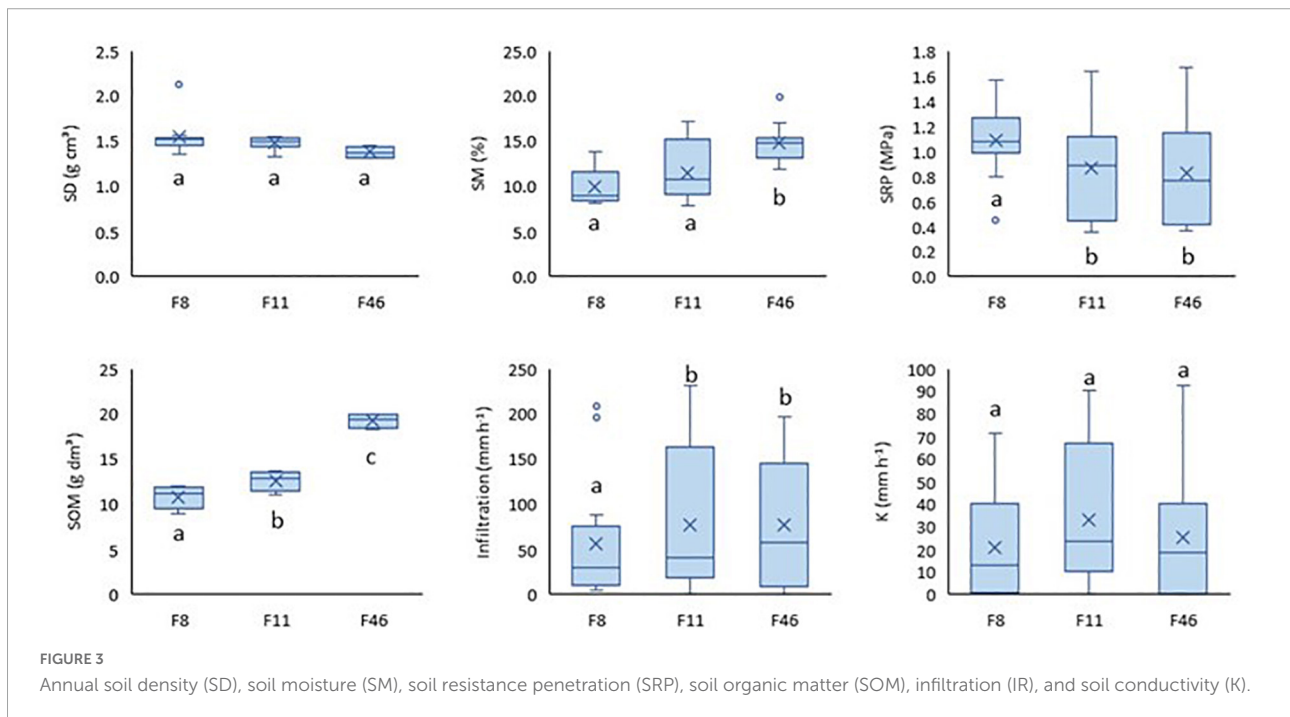 2.5
2.0
1.5
1.0
0.5
0.0
SD (g cm³)
a
a
a
F8
F11
F46
20.0
25.0
15.0
10.0
5.0
0.0
SM (%)
a
a
b
F8
F11
F46
1.8
1.6
1.4
1.2
1.0
0.8
0.6
0.4
0.2
0.0
SRP (MPa)
a
b
b
F8
F11
F46
25
20
15
10
5
0
SOM (g dm³)
a
b
c
F8
F11
F46
250
200
150
100
50
0
Infiltration (mm h⁻¹)
a
b
b
F8
F11
F46
100
90
80
70
60
50
40
30
20
10
0
K (mm h⁻¹)
a
a
a
F8
F11
F46
FIGURE 3
Annual soil density (SD), soil moisture (SM), soil resistance penetration (SRP), soil organic matter (SOM), infiltration (IR), and soil conductivity (K).